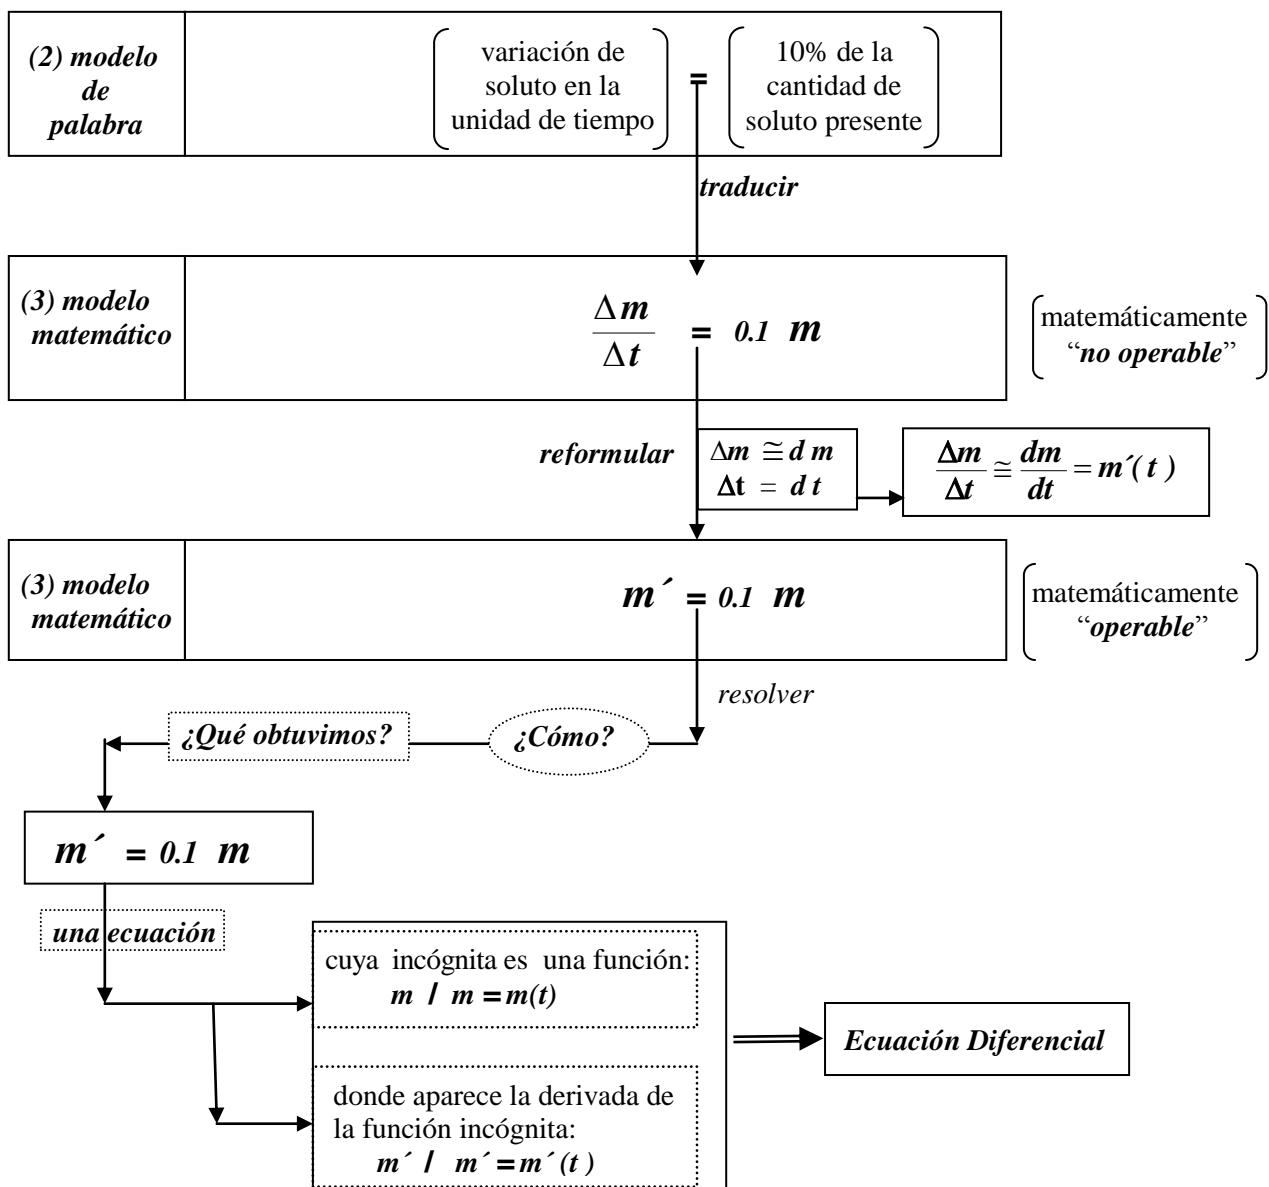 (2) modelo
de
palabra
variación de
soluto en la
unidad de tiempo
=
10% de la
cantidad de
soluto presente
traducir
(3) modelo
matemático
Δm/Δt = 0.1 m
matemáticamente
“no operable”
reformular
Δm ≅ d m
Δt = d t
Δm/Δt ≅ dm/dt = m´( t )
(3) modelo
matemático
m´ = 0.1 m
matemáticamente
“operable”
resolver
¿Qué obtuvimos?
¿Cómo?
m´ = 0.1 m
una ecuación
cuya incógnita es una función:
m / m = m(t)
Ecuación Diferencial
donde aparece la derivada de
la función incógnita:
m´ / m´ = m´ (t )